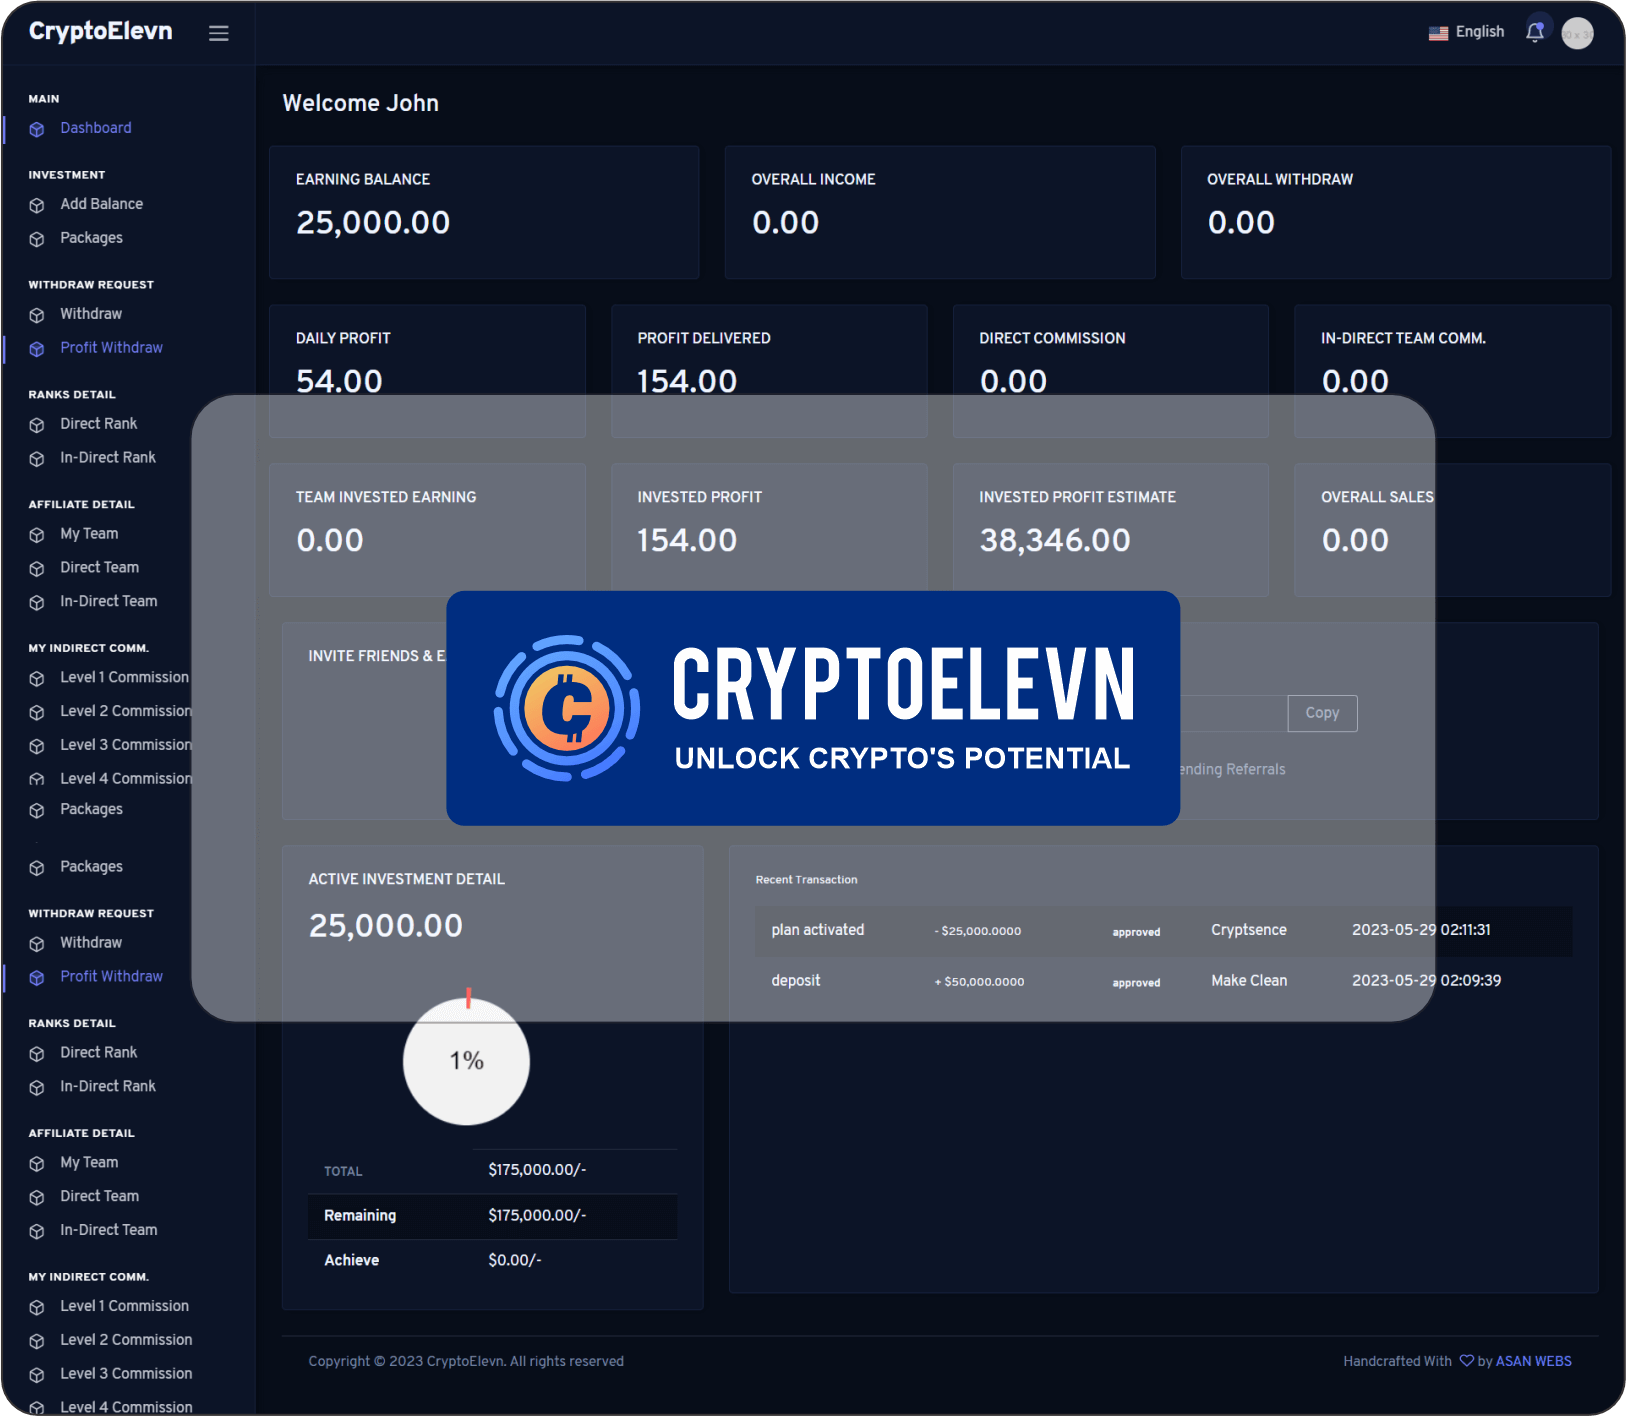 CryptoElevn
English
MAIN
Dashboard
INVESTMENT
Add Balance
Packages
WITHDRAW REQUEST
Withdraw
Profit Withdraw
RANKS DETAIL
Direct Rank
In-Direct Rank
AFFILIATE DETAIL
My Team
Direct Team
In-Direct Team
MY INDIRECT COMM.
Level 1 Commission
Level 2 Commission
Level 3 Commission
Level 4 Commission
Packages
Packages
WITHDRAW REQUEST
Withdraw
Profit Withdraw
RANKS DETAIL
Direct Rank
In-Direct Rank
AFFILIATE DETAIL
My Team
Direct Team
In-Direct Team
MY INDIRECT COMM.
Level 1 Commission
Level 2 Commission
Level 3 Commission
Level 4 Commission
Welcome John
EARNING BALANCE
25,000.00
OVERALL INCOME
0.00
OVERALL WITHDRAW
0.00
DAILY PROFIT
54.00
PROFIT DELIVERED
154.00
DIRECT COMMISSION
0.00
IN-DIRECT TEAM COMM.
0.00
TEAM INVESTED EARNING
0.00
INVESTED PROFIT
154.00
INVESTED PROFIT ESTIMATE
38,346.00
OVERALL SALES
0.00
INVITE FRIENDS & E
Copy
ending Referrals
CRYPTOELEVN
UNLOCK CRYPTO'S POTENTIAL
ACTIVE INVESTMENT DETAIL
25,000.00
1%
TOTAL $175,000.00/-
Remaining $175,000.00/-
Achieve $0.00/-
Recent Transaction
plan activated - $25,000.0000 approved Cryptsence 2023-05-29 02:11:31
deposit + $50,000.0000 approved Make Clean 2023-05-29 02:09:39
Copyright © 2023 CryptoElevn. All rights reserved
Handcrafted With ♡ by ASAN WEBS